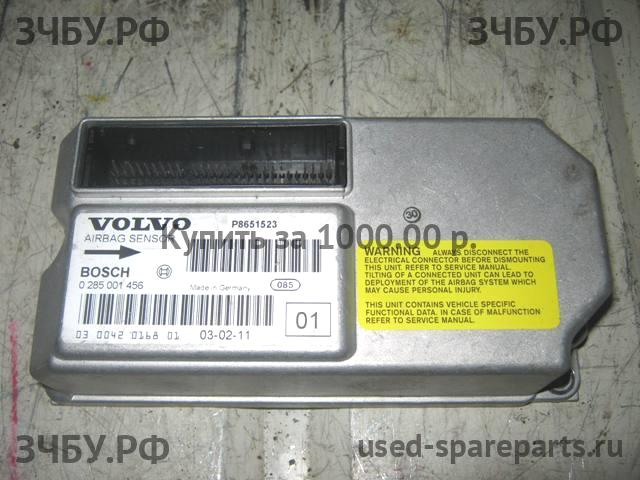 ЗЧБУ.РФ
ЗЧБУ.РФ
30
VOLVO
P8651523
AIRBAG SENSOR
Купить за 1000.00 р.
BOSCH
0 285 001 456
Made in Germany
085
03 0042 0168 01
03-02-11
01
WARNING ALWAYS DISCONNECT THE
ELECTRICAL CONNECTOR BEFORE DISMOUNTING
THIS UNIT. REFER TO SERVICE MANUAL.
TILTING OF A CONNECTED UNIT CAN LEAD TO
DEPLOYMENT OF THE AIRBAG SYSTEM WHICH
MAY CAUSE PERSONAL INJURY.
THIS UNIT CONTAINS VEHICLE SPECIFIC
FUNCTIONAL DATA. IN CASE OF MALFUNCTION
REFER TO SERVICE MANUAL.
ЗЧБУ.РФ
used-spareparts.ru